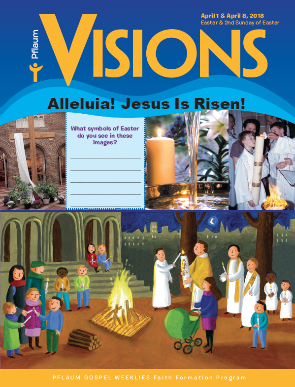 April 1 & April 8, 2018
Easter & 2nd Sunday of Easter
Pflaum
VISIONS
Alleluia! Jesus Is Risen!
What symbols of Easter
do you see in these
images?
PFLAUM GOSPEL WEEKLIES Faith Formation Program